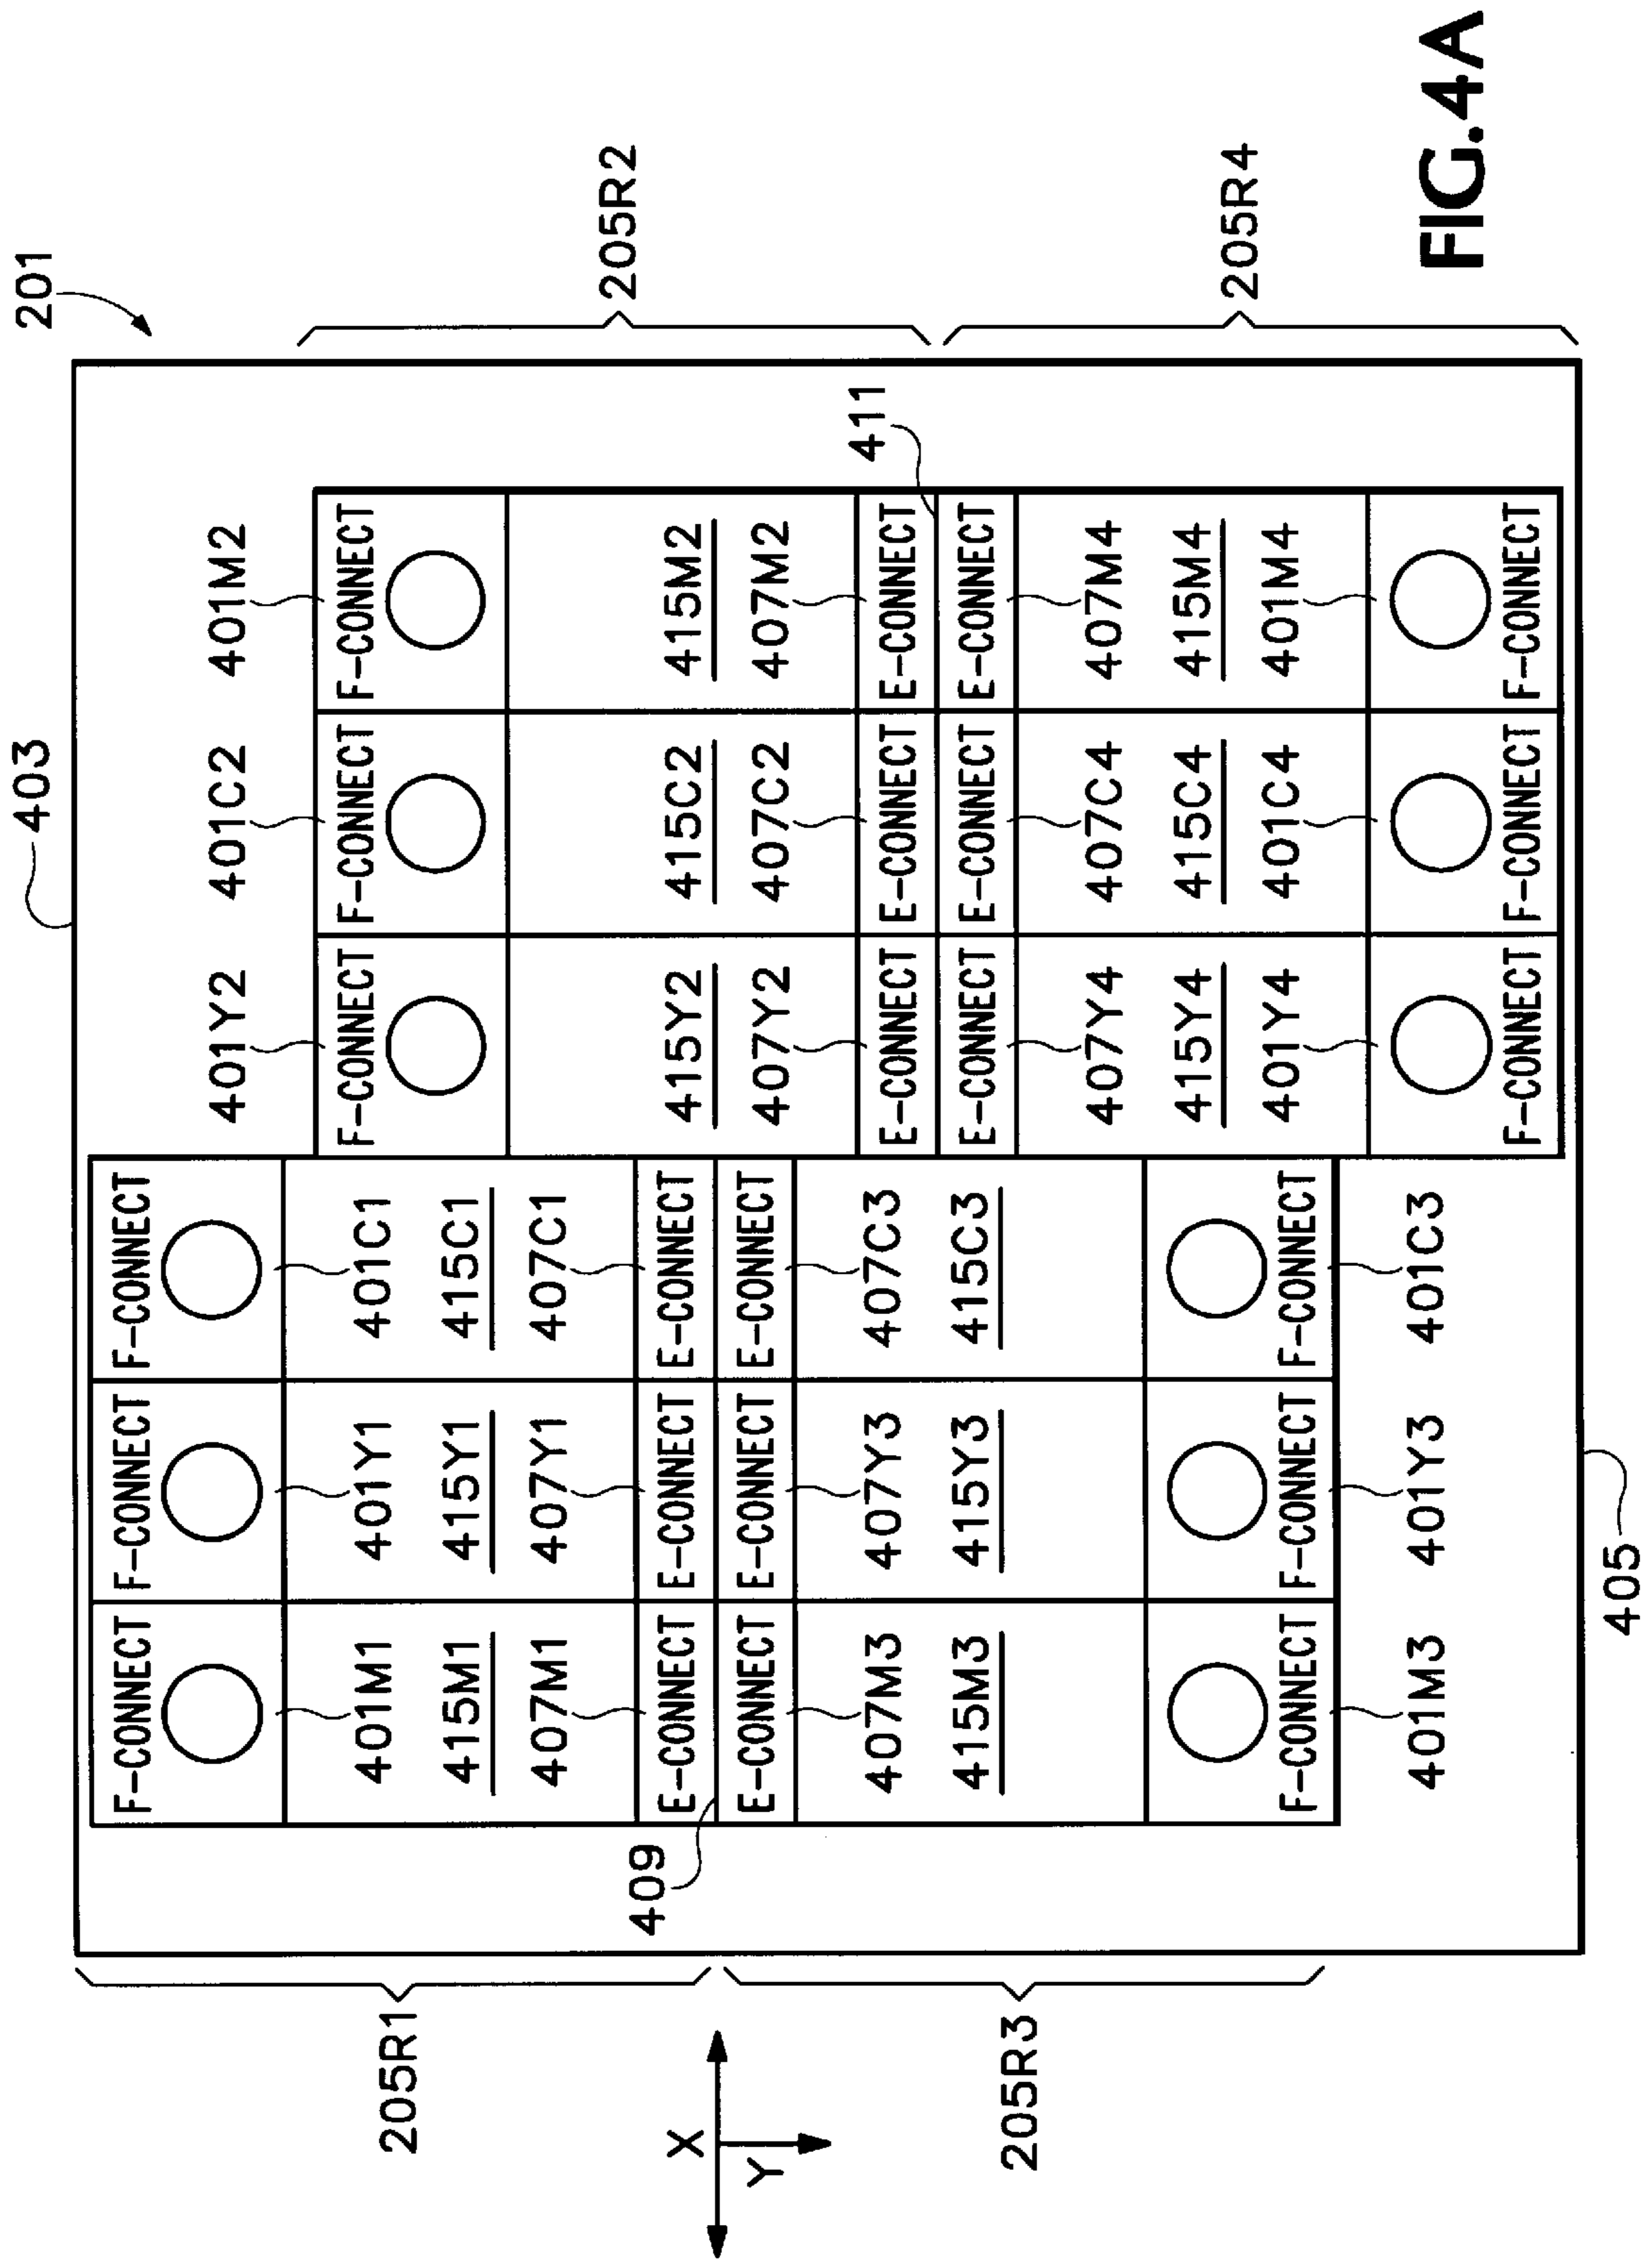 403 201
F-CONNECT F-CONNECT F-CONNECT
401Y2 401C2 401M2
F-CONNECT F-CONNECT F-CONNECT
401M1 401Y1 401C1
205R1
415M1 415Y1 415C1
407M1 407Y1 407C1
205R2
409
E-CONNECT E-CONNECT E-CONNECT
X
415Y2 415C2 415M2
E-CONNECT E-CONNECT E-CONNECT
Y
407Y2 407C2 407M2
411
407M3 407Y3 407C3
E-CONNECT E-CONNECT E-CONNECT
415M3 415Y3 415C3
E-CONNECT E-CONNECT E-CONNECT
205R3
407Y4 407C4 407M4
415Y4 415C4 415M4
205R4
401Y4 401C4 401M4
F-CONNECT F-CONNECT F-CONNECT
401M3 401Y3 401C3
F-CONNECT F-CONNECT F-CONNECT
405
FIG.4A